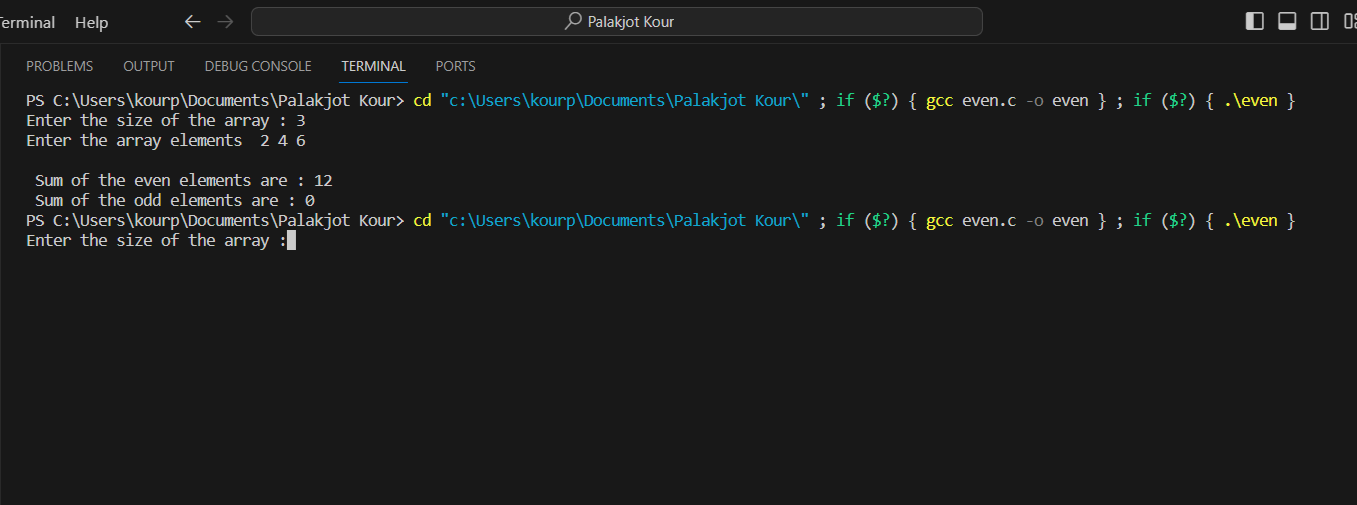 Terminal Help Palakjot Kour
PROBLEMS OUTPUT DEBUG CONSOLE TERMINAL PORTS
PS C:\Users\kourp\Documents\Palakjot Kour> cd "c:\Users\kourp\Documents\Palakjot Kour\" ; if ($?) { gcc even.c -o even } ; if ($?) { .\even }
Enter the size of the array : 3
Enter the array elements  2 4 6
 Sum of the even elements are : 12
 Sum of the odd elements are : 0
PS C:\Users\kourp\Documents\Palakjot Kour> cd "c:\Users\kourp\Documents\Palakjot Kour\" ; if ($?) { gcc even.c -o even } ; if ($?) { .\even }
Enter the size of the array :